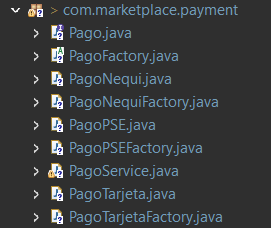 > com.marketplace.payment
> Pago.java
> PagoFactory.java
> PagoNequi.java
> PagoNequiFactory.java
> PagoPSE.java
> PagoPSEFactory.java
> PagoService.java
> PagoTarjeta.java
> PagoTarjetaFactory.java